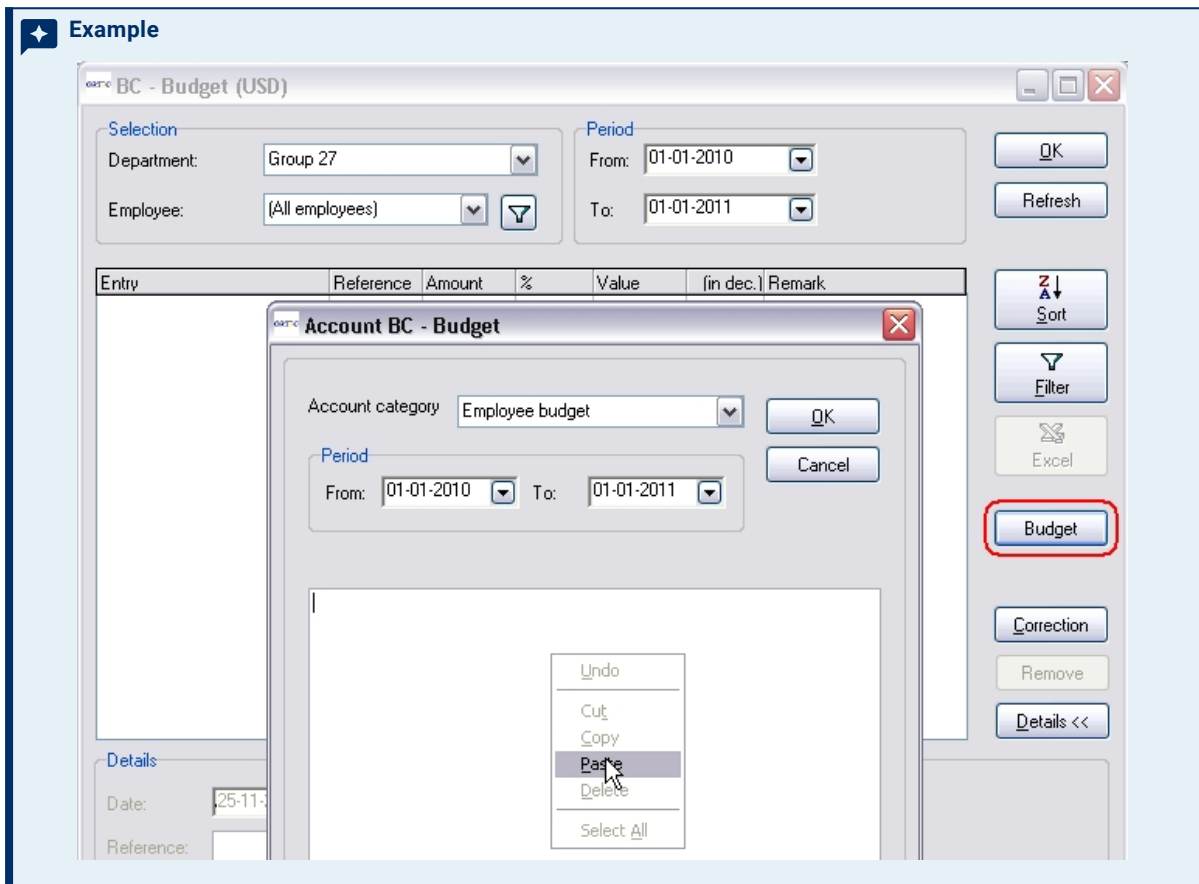 Example
BC - Budget (USD)
Selection
Department: Group 27
Employee: (All employees)
Period
From: 01-01-2010
To: 01-01-2011
OK
Refresh
Entry Reference Amount % Value (in dec.) Remark
Sort
Filter
Excel
Budget
Correction
Remove
Details <<
Account BC - Budget
Account category Employee budget
OK
Cancel
Period
From: 01-01-2010 To: 01-01-2011
Undo
Cut
Copy
Paste
Delete
Select All
Details
Date: 25-11-
Reference: